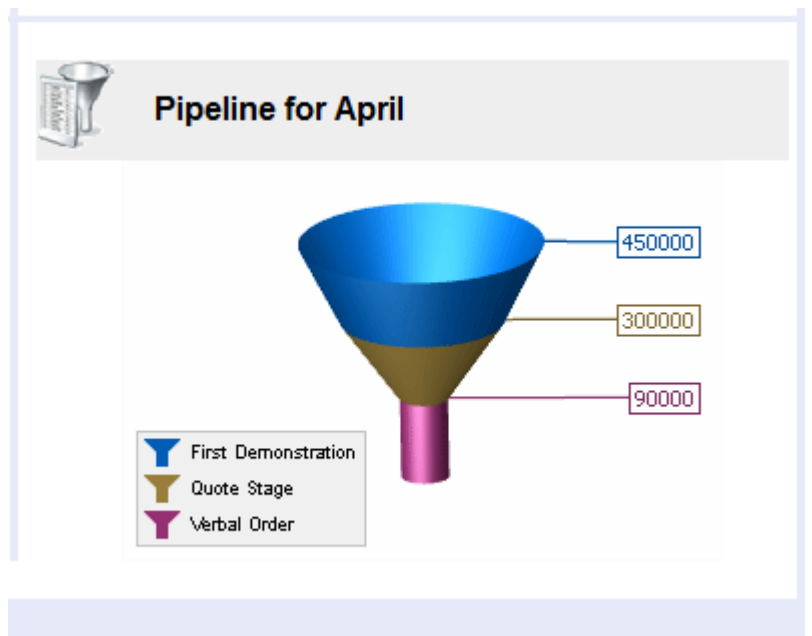 Pipeline for April
450000
300000
90000
First Demonstration
Quote Stage
Verbal Order